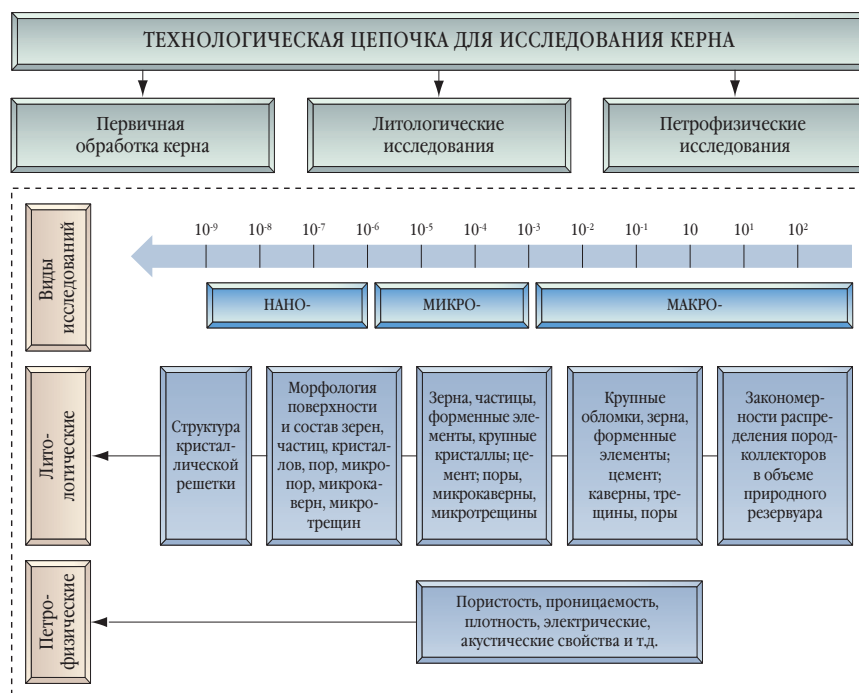 ТЕХНОЛОГИЧЕСКАЯ ЦЕПОЧКА ДЛЯ ИССЛЕДОВАНИЯ КЕРНА
Первичная
обработка керна
Литологические
исследования
Петрофизические
исследования
Виды
исследований
10⁻⁹ 10⁻⁸ 10⁻⁷ 10⁻⁶ 10⁻⁵ 10⁻⁴ 10⁻³ 10⁻² 10⁻¹ 10 10¹ 10²
НАНО- МИКРО- МАКРО-
Лито-
логические
Структура
кристал-
лической
решетки
Морфология
поверхности
и состав зерен,
частиц, кристал-
лов, пор, микро-
пор, микрока-
верн, микро-
трещин
Зерна, частицы,
форменные эле-
менты, крупные
кристаллы; це-
мент; поры,
микрокаверны,
микротрещины
Крупные
обломки, зерна,
форменные
элементы;
цемент;
каверны, тре-
щины, поры
Закономер-
ности распре-
деления пород-
коллекторов
в объеме
природного
резервуара
Петро-
физические
Пористость, проницаемость,
плотность, электрические,
акустические свойства и т.д.